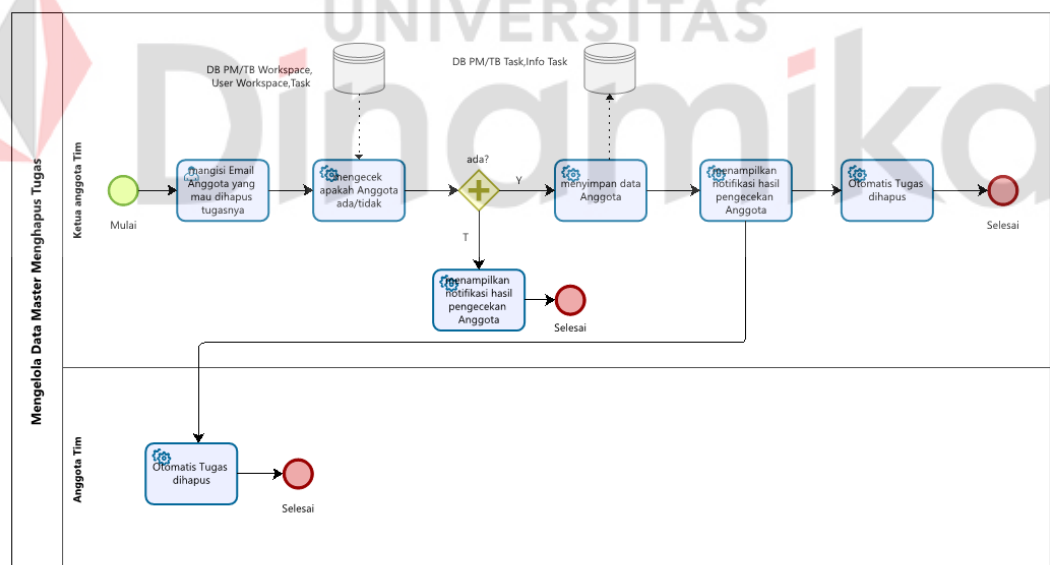 UNIVERSITAS
Dinamika
Mengelola Data Master Menghapus Tugas
Ketua anggota Tim
DB PM/TB Workspace,
User Workspace,Task
DB PM/TB Task,Info Task
Mulai
mangisi Email
Anggota yang
mau dihapus
tugasnya
mengecek
apakah Anggota
ada/tidak
ada?
Y
T
menyimpan data
Anggota
menampilkan
notifikasi hasil
pengecekan
Anggota
Otomatis Tugas
dihapus
Selesai
menampilkan
notifikasi hasil
pengecekan
Anggota
Selesai
Anggota Tim
Otomatis Tugas
dihapus
Selesai